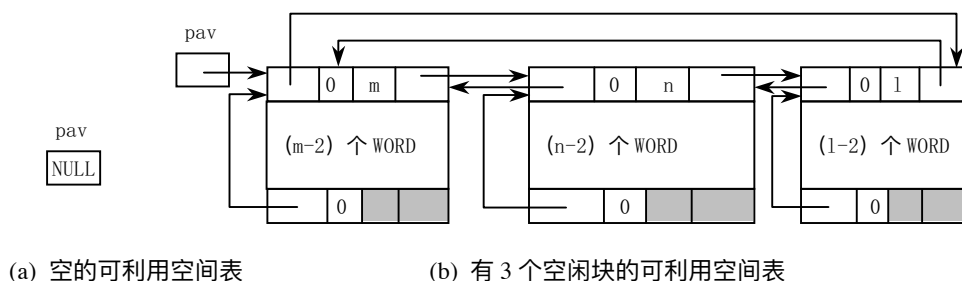 pav
0 m 0 n 0 l
pav
NULL
(m-2) 个 WORD (n-2) 个 WORD (l-2) 个 WORD
0 0 0
(a) 空的可利用空间表 (b) 有 3 个空闲块的可利用空间表